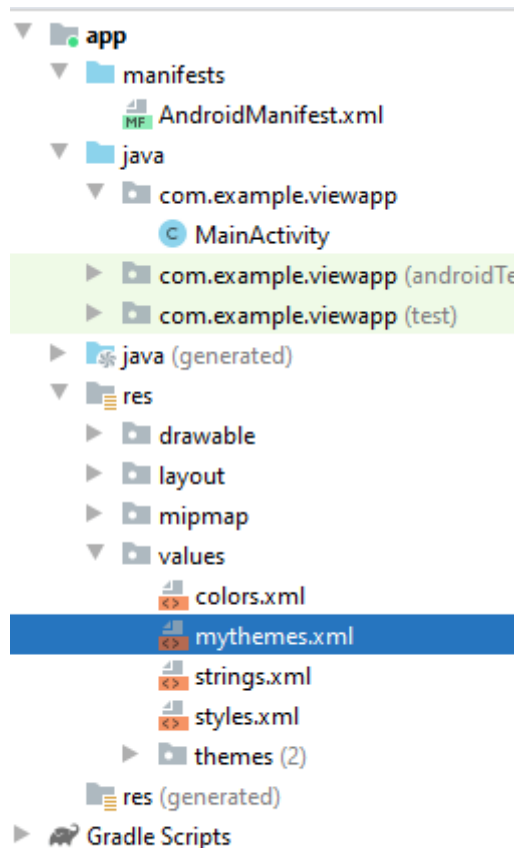 app
manifests
MF AndroidManifest.xml
java
com.example.viewapp
C MainActivity
com.example.viewapp (androidTe
com.example.viewapp (test)
java (generated)
res
drawable
layout
mipmap
values
<> colors.xml
<> mythemes.xml
<> strings.xml
<> styles.xml
themes (2)
res (generated)
Gradle Scripts